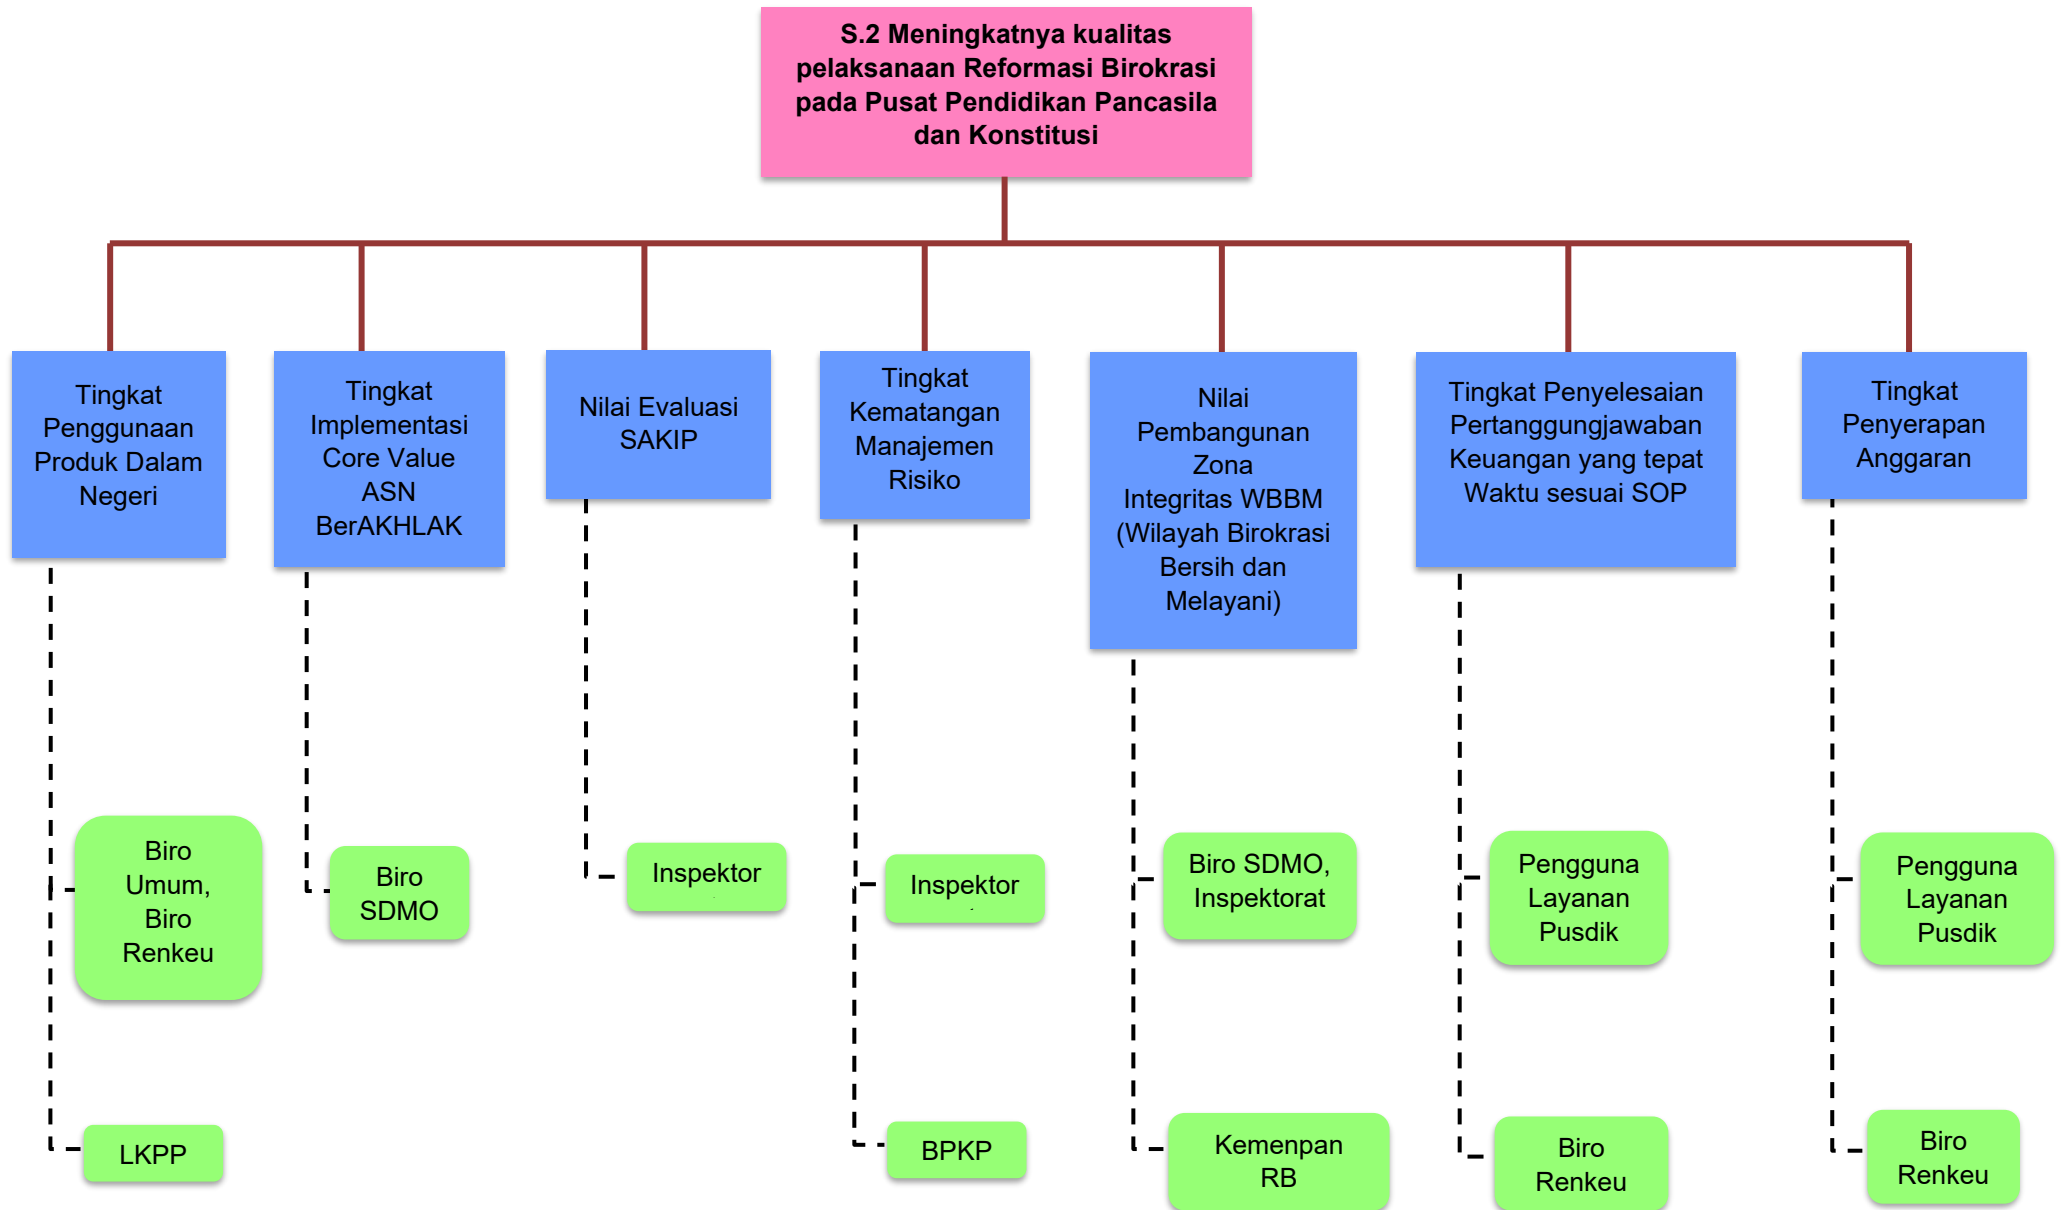 S.2 Meningkatnya kualitas
pelaksanaan Reformasi Birokrasi
pada Pusat Pendidikan Pancasila
dan Konstitusi
Tingkat
Penggunaan
Produk Dalam
Negeri
Tingkat
Implementasi
Core Value
ASN
BerAKHLAK
Nilai Evaluasi
SAKIP
Tingkat
Kematangan
Manajemen
Risiko
Nilai
Pembangunan
Zona
Integritas WBBM
(Wilayah Birokrasi
Bersih dan
Melayani)
Tingkat Penyelesaian
Pertanggungjawaban
Keuangan yang tepat
Waktu sesuai SOP
Tingkat
Penyerapan
Anggaran
Biro
Umum,
Biro
Renkeu
Biro
SDMO
Inspektor
Inspektor
Biro SDMO,
Inspektorat
Pengguna
Layanan
Pusdik
Pengguna
Layanan
Pusdik
LKPP
BPKP
Kemenpan
RB
Biro
Renkeu
Biro
Renkeu